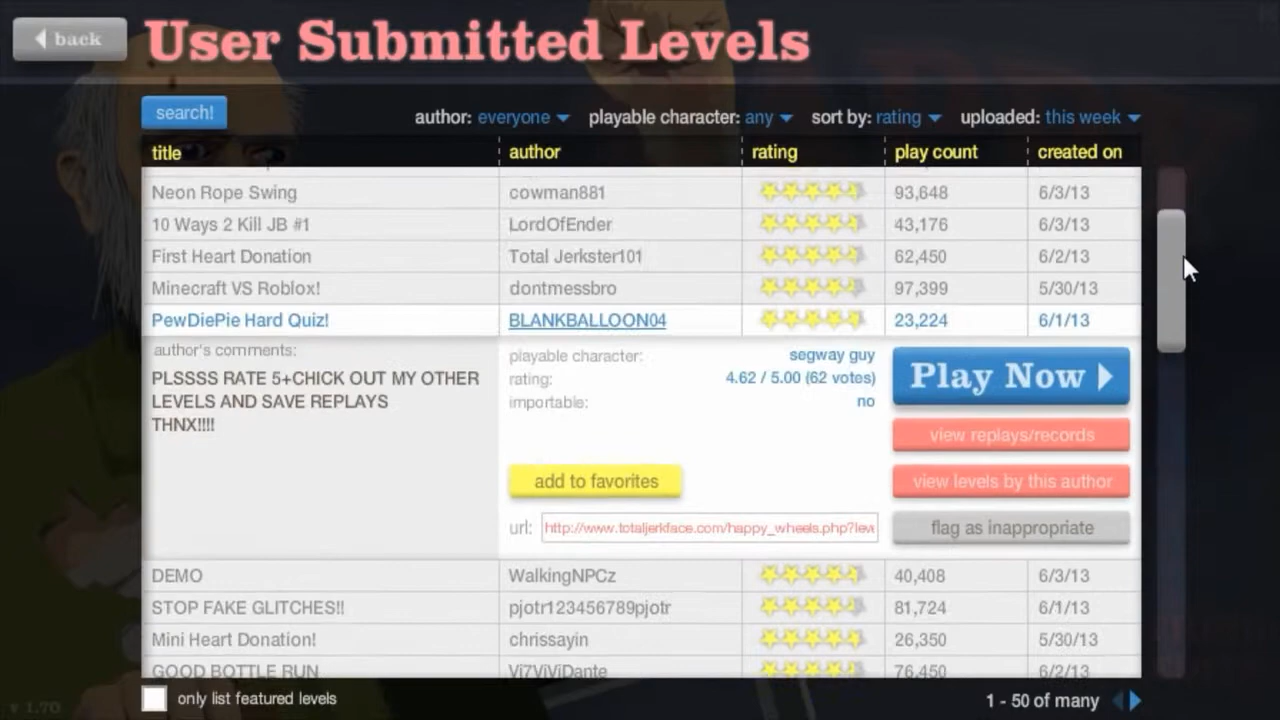 back
User Submitted Levels
search!
author: everyone playable character: any sort by: rating uploaded: this week
title author rating play count created on
Neon Rope Swing cowman881 93,648 6/3/13
10 Ways 2 Kill JB #1 LordOfEnder 43,176 6/3/13
First Heart Donation Total Jerkster101 62,450 6/2/13
Minecraft VS Roblox! dontmessbro 97,399 5/30/13
PewDiePie Hard Quiz! BLANKBALLOON04 23,224 6/1/13
author's comments:
PLSSSS RATE 5+CHICK OUT MY OTHER
LEVELS AND SAVE REPLAYS
THNX!!!!
playable character: segway guy
rating: 4.62 / 5.00 (62 votes)
importable: no
add to favorites
url: http://www.totaljerkface.com/happy_wheels.php?lev
Play Now
view replays/records
view levels by this author
flag as inappropriate
DEMO WalkingNPCz 40,408 6/3/13
STOP FAKE GLITCHES!! pjotr123456789pjotr 81,724 6/1/13
Mini Heart Donation! chrissayin 26,350 5/30/13
GOOD BOTTLE RUN Vi7ViViDante 76,450 6/2/13
only list featured levels
1 - 50 of many
v 1.70